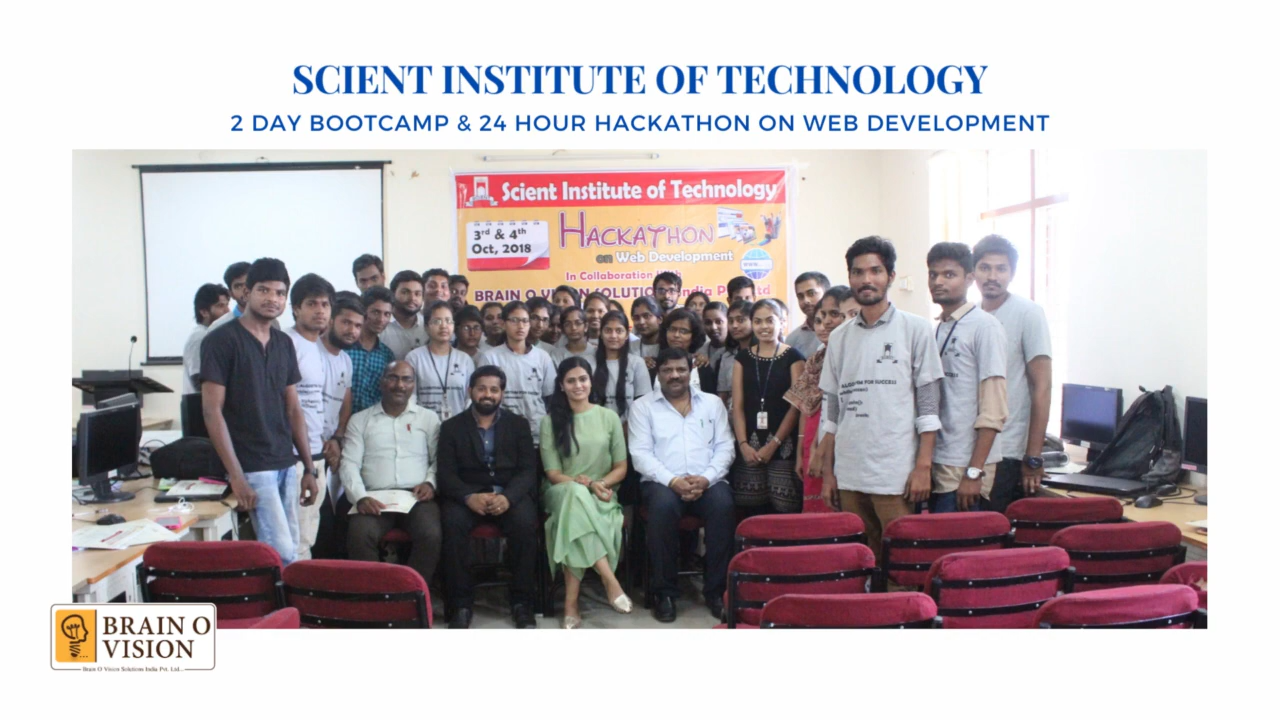 SCIENT INSTITUTE OF TECHNOLOGY
2 DAY BOOTCAMP & 24 HOUR HACKATHON ON WEB DEVELOPMENT
Scient Institute of Technology
3rd & 4th
Oct, 2018
HACKATHON
on Web Development
In Collaboration With
BRAIN O VISION SOLUTIONS India Pvt Ltd
FOR SUCCESS
BRAIN O
VISION
Brain O Vision Solutions India Pvt. Ltd...